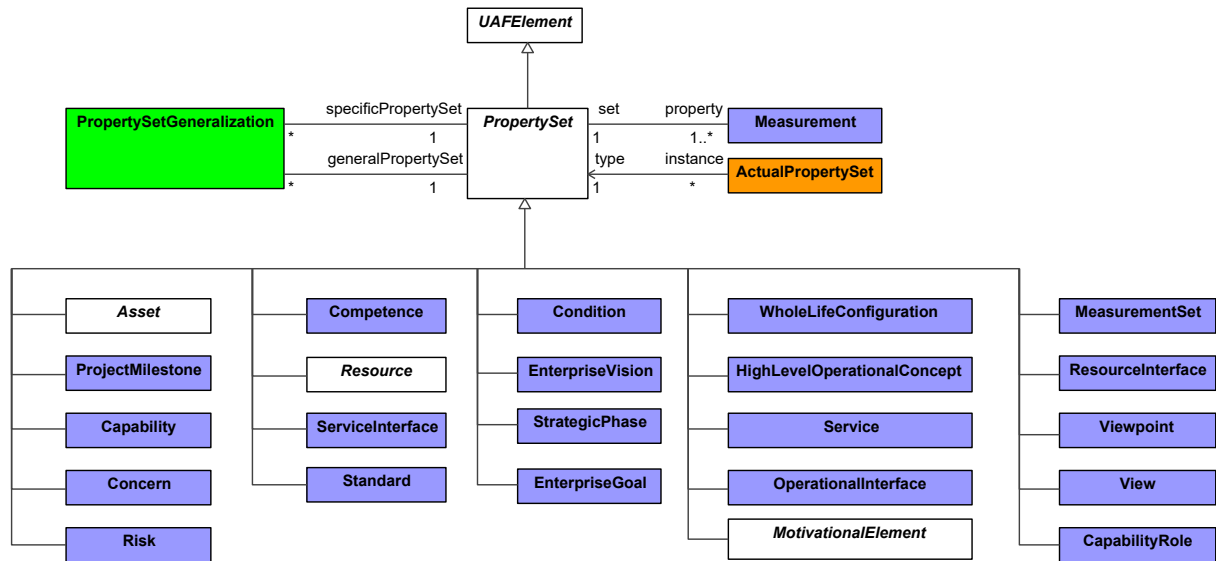 UAFElement
PropertySetGeneralization
specificPropertySet
* 1
generalPropertySet
* 1
PropertySet
set property
1 1..*
type instance
1 *
Measurement
ActualPropertySet
Asset
ProjectMilestone
Capability
Concern
Risk
Competence
Resource
ServiceInterface
Standard
Condition
EnterpriseVision
StrategicPhase
EnterpriseGoal
WholeLifeConfiguration
HighLevelOperationalConcept
Service
OperationalInterface
MotivationalElement
MeasurementSet
ResourceInterface
Viewpoint
View
CapabilityRole